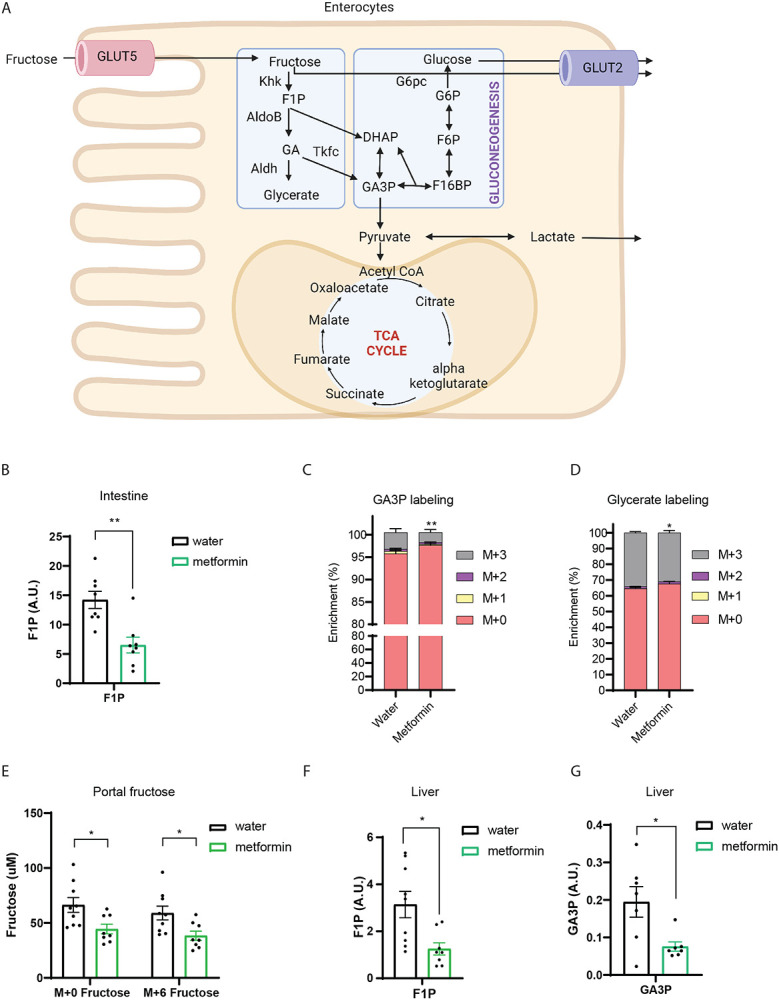 A
Enterocytes
Fructose
GLUT5
Fructose
Khk
F1P
AldoB
GA
Tkfc
Aldh
Glycerate
Glucose
G6pc
G6P
DHAP
F6P
GA3P
F16BP
GLUCONEOGENESIS
GLUT2
Pyruvate
Lactate
Acetyl CoA
Oxaloacetate
Citrate
Malate
TCA
CYCLE
Fumarate
alpha
ketoglutarate
Succinate
B
Intestine
**
water
metformin
F1P (A.U.)
25
20
15
10
5
0
F1P
C
GA3P labeling
**
Enrichment (%)
100
95
90
85
80
80
60
40
20
0
M+3
M+2
M+1
M+0
Water
Metformin
D
Glycerate labeling
*
Enrichment (%)
100
90
80
70
60
50
40
30
20
10
0
M+3
M+2
M+1
M+0
Water
Metformin
E
Portal fructose
water
metformin
*
*
Fructose (uM)
150
100
50
0
M+0 Fructose
M+6 Fructose
F
Liver
water
metformin
*
F1P (A.U.)
6
4
2
0
F1P
G
Liver
water
metformin
*
GA3P (A.U.)
0.4
0.3
0.2
0.1
0.0
GA3P